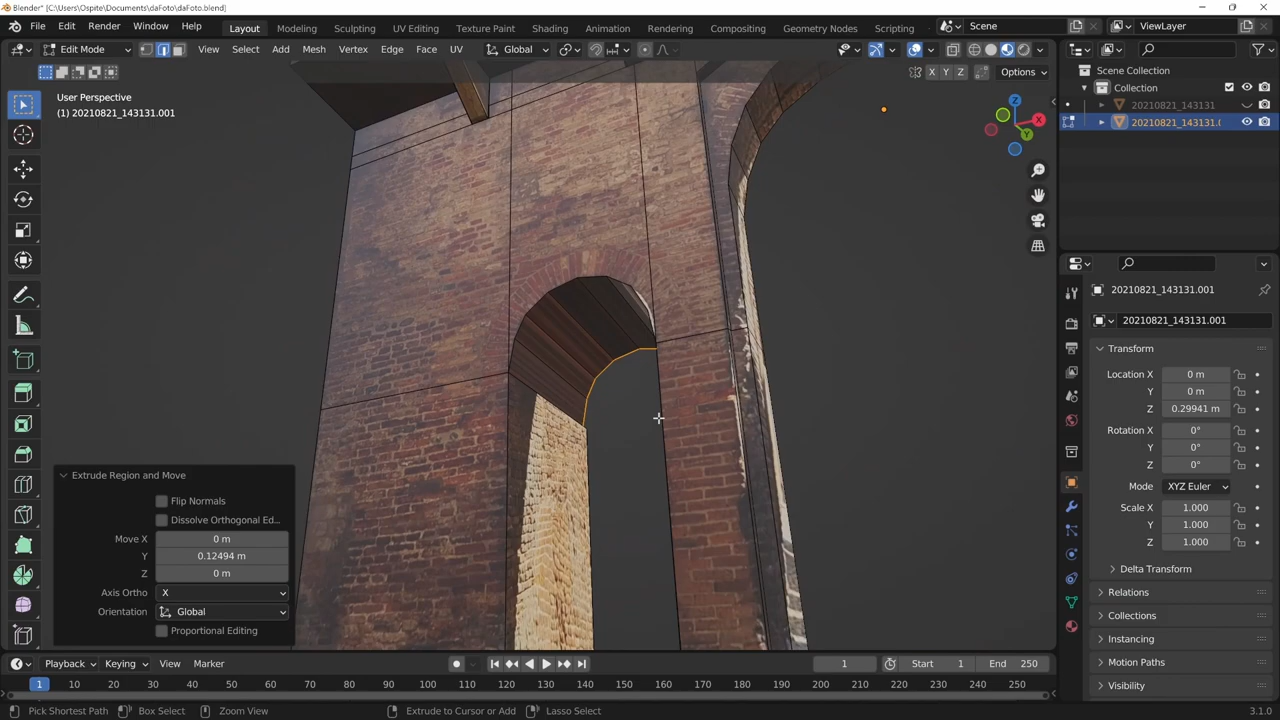 Blender* [C:\Users\Ospite\Documents\daFoto\daFoto.blend]
File Edit Render Window Help Layout Modeling Sculpting UV Editing Texture Paint Shading Animation Rendering Compositing Geometry Nodes Scripting Scene ViewLayer
Edit Mode View Select Add Mesh Vertex Edge Face UV Global
X Y Z Options
User Perspective
(1) 20210821_143131.001
Z X Y
Scene Collection
Collection
20210821_143131
20210821_143131.0
20210821_143131.001
20210821_143131.001
Transform
Location X 0 m
Y 0 m
Z 0.29941 m
Rotation X 0°
Y 0°
Z 0°
Mode XYZ Euler
Scale X 1.000
Y 1.000
Z 1.000
Delta Transform
Relations
Collections
Instancing
Motion Paths
Visibility
Extrude Region and Move
Flip Normals
Dissolve Orthogonal Ed...
Move X 0 m
Y 0.12494 m
Z 0 m
Axis Ortho X
Orientation Global
Proportional Editing
Playback Keying View Marker 1 Start 1 End 250
1 10 20 30 40 50 60 70 80 90 100 110 120 130 140 150 160 170 180 190 200 210 220 230 240 250
Pick Shortest Path Box Select Zoom View Extrude to Cursor or Add Lasso Select 3.1.0